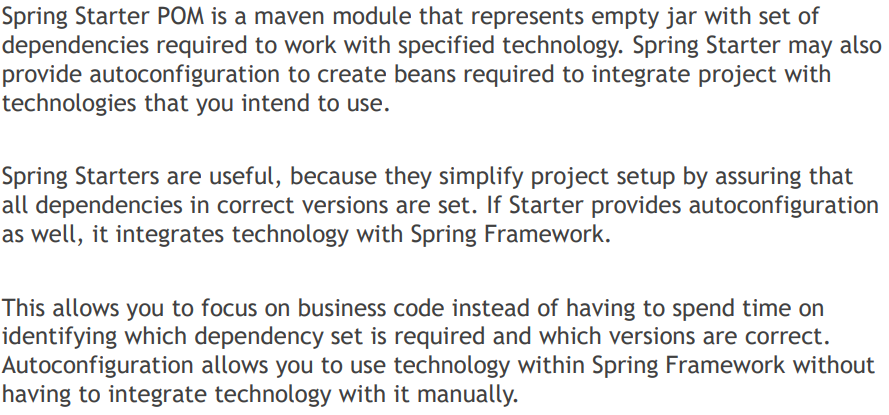 Spring Starter POM is a maven module that represents empty jar with set of
dependencies required to work with specified technology. Spring Starter may also
provide autoconfiguration to create beans required to integrate project with
technologies that you intend to use.
Spring Starters are useful, because they simplify project setup by assuring that
all dependencies in correct versions are set. If Starter provides autoconfiguration
as well, it integrates technology with Spring Framework.
This allows you to focus on business code instead of having to spend time on
identifying which dependency set is required and which versions are correct.
Autoconfiguration allows you to use technology within Spring Framework without
having to integrate technology with it manually.